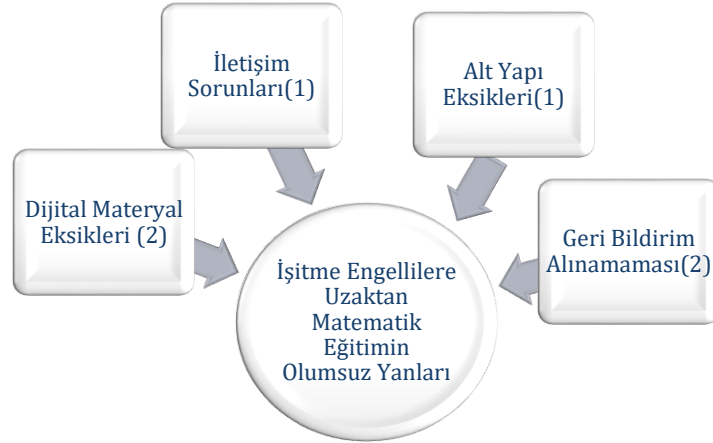 İletişim
Sorunları(1)
Alt Yapı
Eksikleri(1)
Dijital Materyal
Eksikleri (2)
Geri Bildirim
Alınamaması(2)
İşitme Engellilere
Uzaktan
Matematik
Eğitimin
Olumsuz Yanları